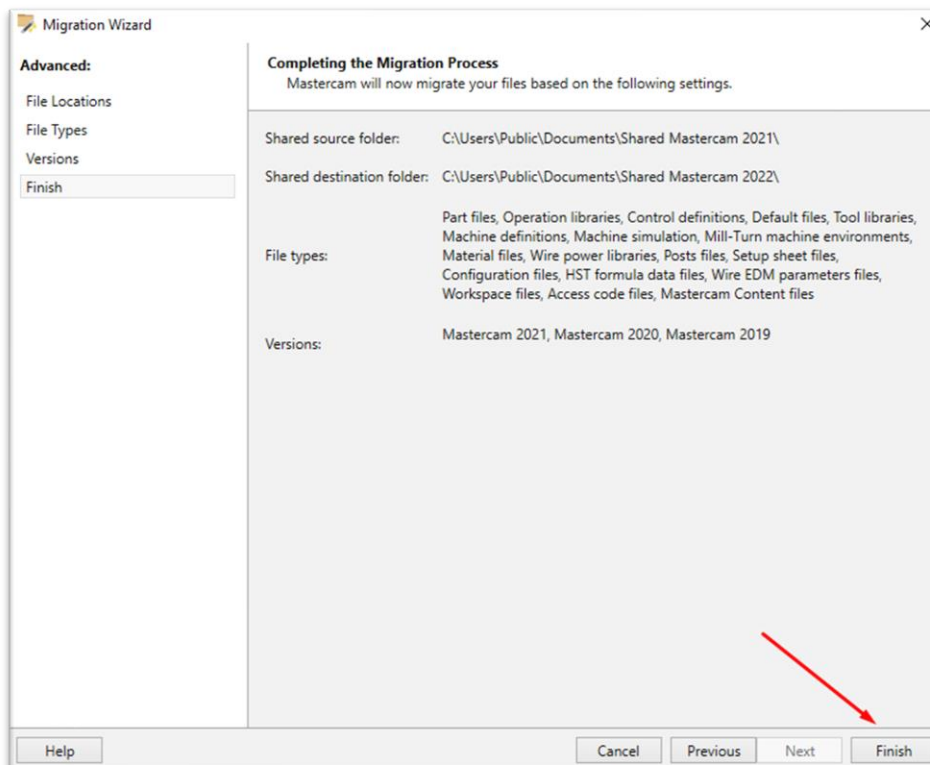 Migration Wizard
Advanced:
File Locations
File Types
Versions
Finish
Completing the Migration Process
Mastercam will now migrate your files based on the following settings.
Shared source folder: C:\Users\Public\Documents\Shared Mastercam 2021\
Shared destination folder: C:\Users\Public\Documents\Shared Mastercam 2022\
File types:
Part files, Operation libraries, Control definitions, Default files, Tool libraries,
Machine definitions, Machine simulation, Mill-Turn machine environments,
Material files, Wire power libraries, Posts files, Setup sheet files,
Configuration files, HST formula data files, Wire EDM parameters files,
Workspace files, Access code files, Mastercam Content files
Versions: Mastercam 2021, Mastercam 2020, Mastercam 2019
Help Cancel Previous Next Finish